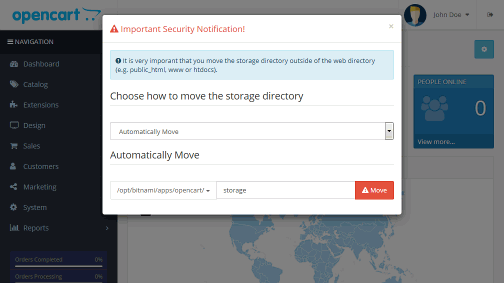 opencart
John Doe
Important Security Notification!
×
NAVIGATION
It is very imporant that you move the storage directory outside of the web directory
(e.g. public_html, www or htdocs).
Dashboard
Catalog
Extensions
Design
Sales
Customers
Marketing
System
Reports
Choose how to move the storage directory
Automatically Move
Automatically Move
/opt/bitnami/apps/opencart/
storage
Move
PEOPLE ONLINE
0
View more...
Orders Completed 0%
Orders Processing 0%